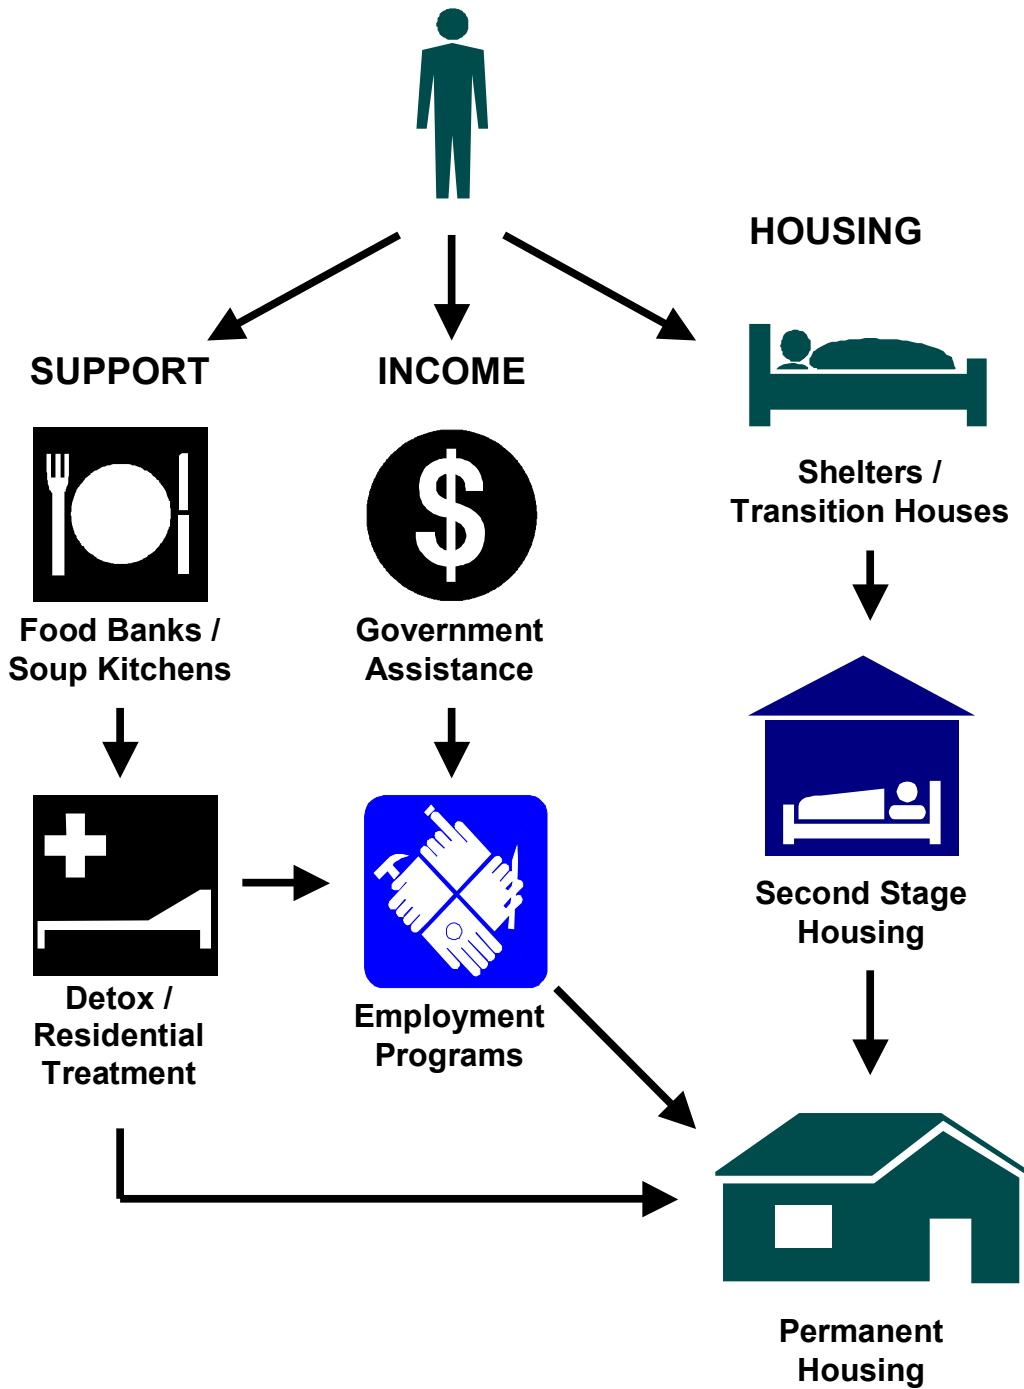 HOUSING
SUPPORT
INCOME
Shelters /
Transition Houses
Food Banks /
Soup Kitchens
Government
Assistance
Second Stage
Housing
Detox /
Residential
Treatment
Employment
Programs
Permanent
Housing